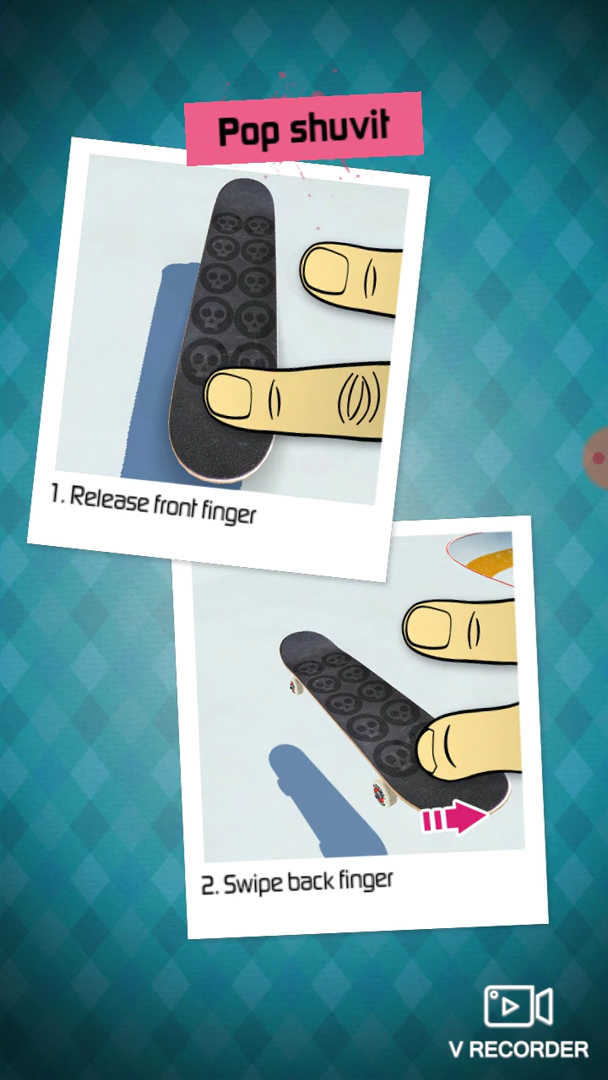 Pop shuvit
1. Release front finger
2. Swipe back finger
V RECORDER